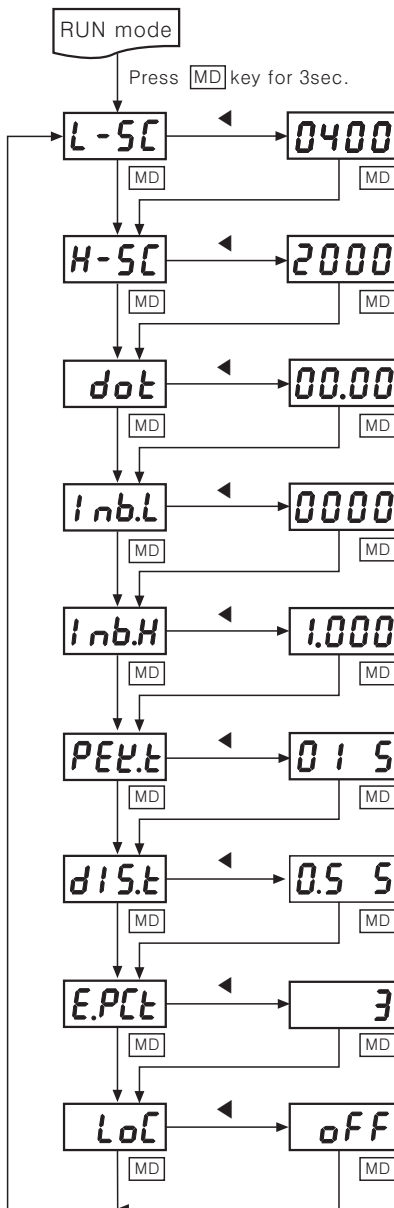 RUN mode
Press MD key for 3sec.
L-SC 0400
MD MD
H-SC 2000
MD MD
dot 00.00
MD MD
Inb.L 0000
MD MD
Inb.H 1.000
MD MD
PEK.t 01 S
MD MD
dIS.t 0.5 S
MD MD
E.PCt 3
MD MD
LoC oFF
MD MD